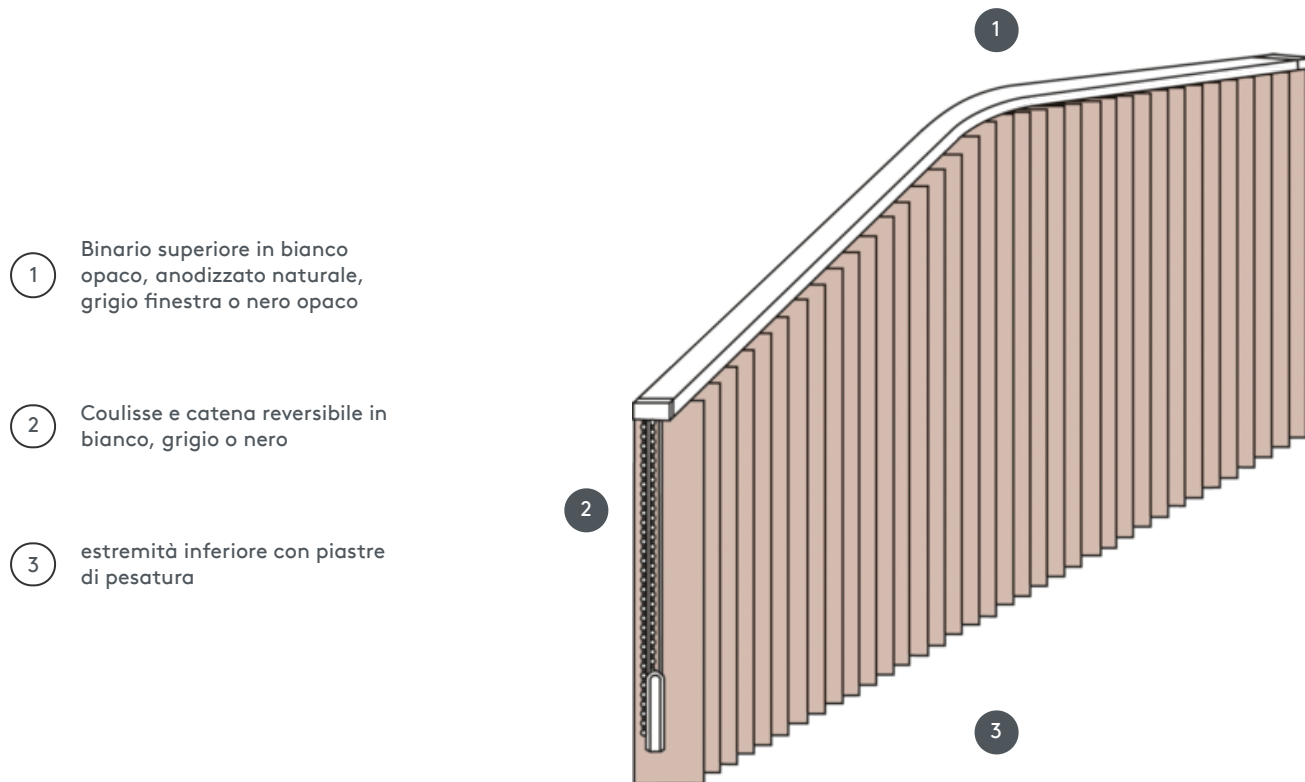 1
Binario superiore in bianco
opaco, anodizzato naturale,
grigio finestra o nero opaco
2
Coulisse e catena reversibile in
bianco, grigio o nero
3
estremità inferiore con piastre
di pesatura
1
2
3